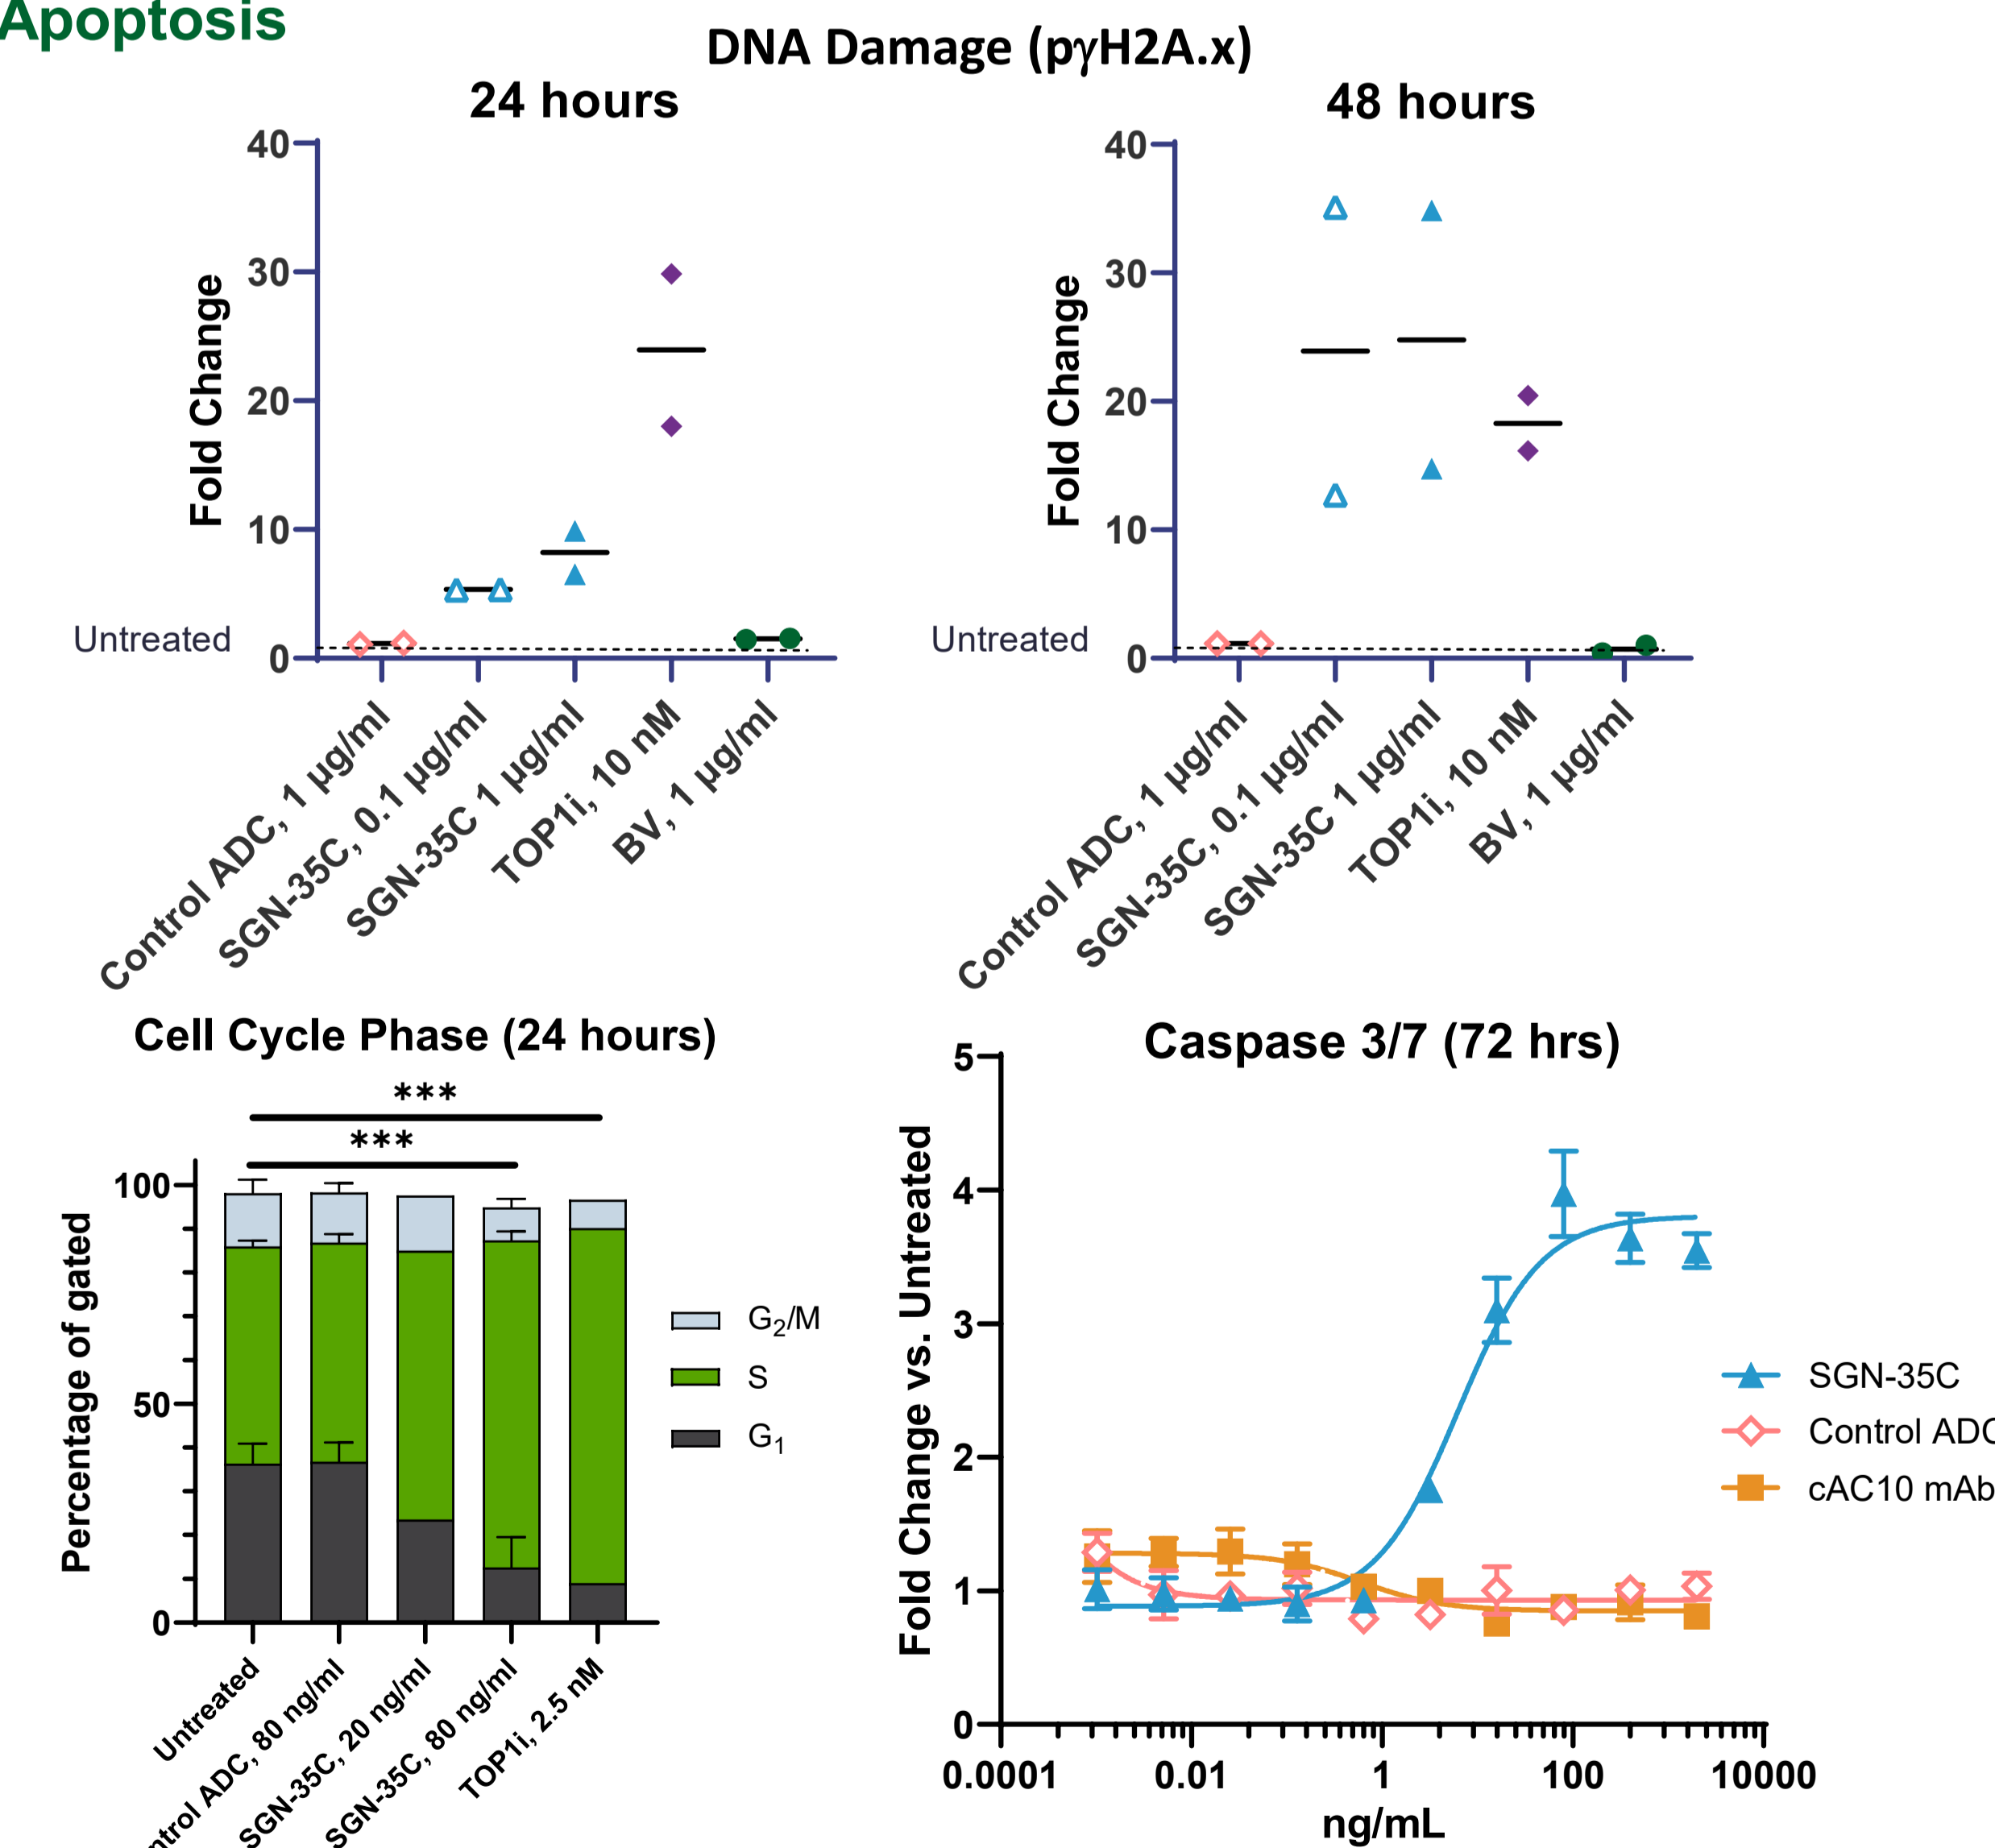 Apoptosis
DNA Damage (pγH2A.x)
24 hours
Fold Change
40
30
20
10
0
Untreated
Control ADC, 1 µg/ml
SGN-35C, 0.1 µg/ml
SGN-35C 1 µg/ml
TOP1i, 10 nM
BV, 1 µg/ml
48 hours
Fold Change
40
30
20
10
0
Untreated
Control ADC, 1 µg/ml
SGN-35C, 0.1 µg/ml
SGN-35C 1 µg/ml
TOP1i, 10 nM
BV, 1 µg/ml
Cell Cycle Phase (24 hours)
***
***
Percentage of gated
100
50
0
Untreated
ntrol ADC, 80 ng/ml
SGN-35C, 20 ng/ml
SGN-35C, 80 ng/ml
TOP1i, 2.5 nM
G2/M
S
G1
Caspase 3/7 (72 hrs)
Fold Change vs. Untreated
5
4
3
2
1
0
0.0001
0.01
1
100
10000
ng/mL
SGN-35C
Control ADC
cAC10 mAb